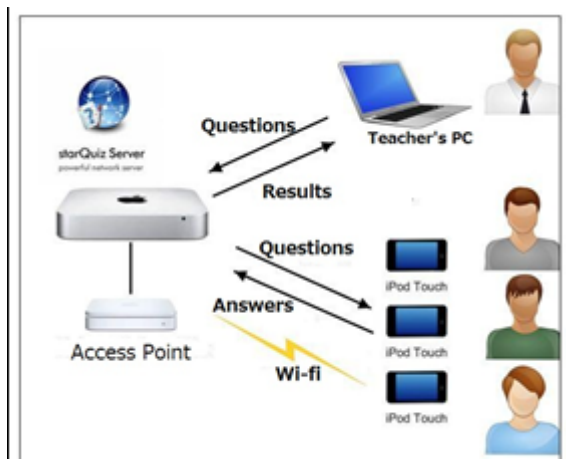 Questions
Teacher's PC
starQuiz Server
powerful network server
Results
Questions
iPod Touch
Answers
iPod Touch
Access Point
Wi-fi
iPod Touch